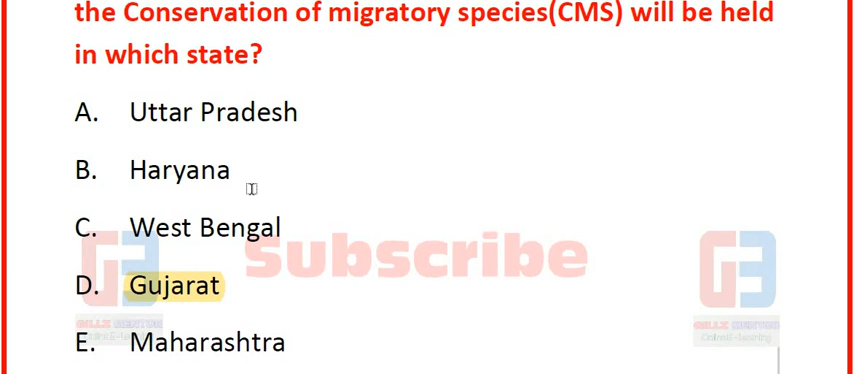 the Conservation of migratory species(CMS) will be held
in which state?
A. Uttar Pradesh
B. Haryana
C. West Bengal
Subscribe
D. Gujarat
E. Maharashtra